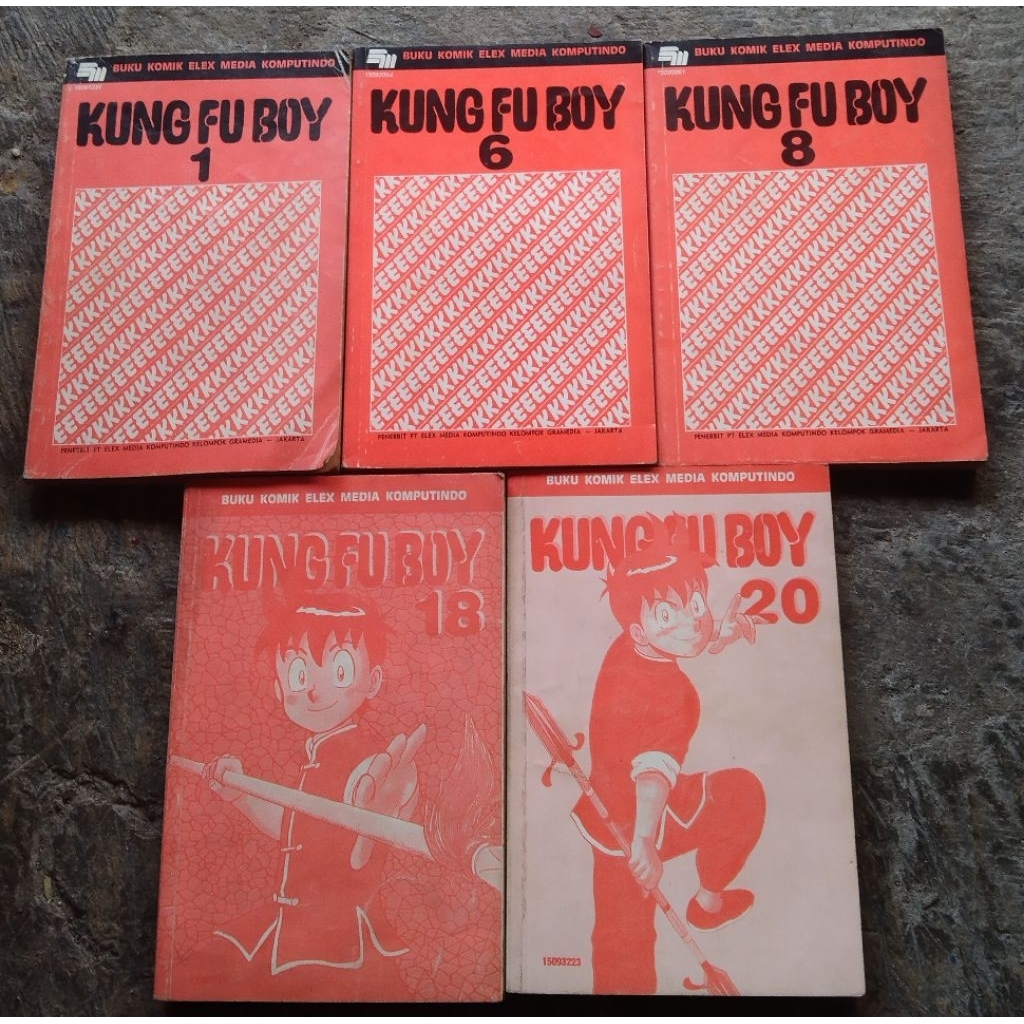 BUKU KOMIK ELEX MEDIA KOMPUTINDO
KUNG FU BOY
1
PENERBIT PT ELEX MEDIA KOMPUTINDO KELOMPOK GRAMEDIA — JAKARTA
BUKU KOMIK ELEX MEDIA KOMPUTINDO
KUNG FU BOY
6
PENERBIT PT ELEX MEDIA KOMPUTINDO KELOMPOK GRAMEDIA — JAKARTA
BUKU KOMIK ELEX MEDIA KOMPUTINDO
KUNG FU BOY
8
PENERBIT PT ELEX MEDIA KOMPUTINDO KELOMPOK GRAMEDIA — JAKARTA
BUKU KOMIK ELEX MEDIA KOMPUTINDO
KUNG FU BOY
18
BUKU KOMIK ELEX MEDIA KOMPUTINDO
KUNG FU BOY
20
15093223